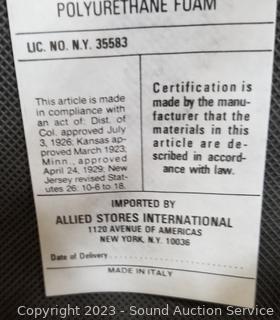 POLYURETHANE FOAM
LIC. NO. N.Y. 35583
This article is made
in compliance with
an act of: Dist. of
Col. approved July
3, 1926; Kansas ap-
proved March 1923;
Minn., approved
April 24, 1929; New
Jersey revised Stat-
utes 26: 10-6 to 18.
Certification is
made by the manu-
facturer that the
materials in this
article are de-
scribed in accord-
ance with law.
IMPORTED BY
ALLIED STORES INTERNATIONAL
1120 AVENUE OF AMERICAS
NEW YORK, N.Y. 10036
Date of Delivery
MADE IN ITALY
Copyright 2023 - Sound Auction Service